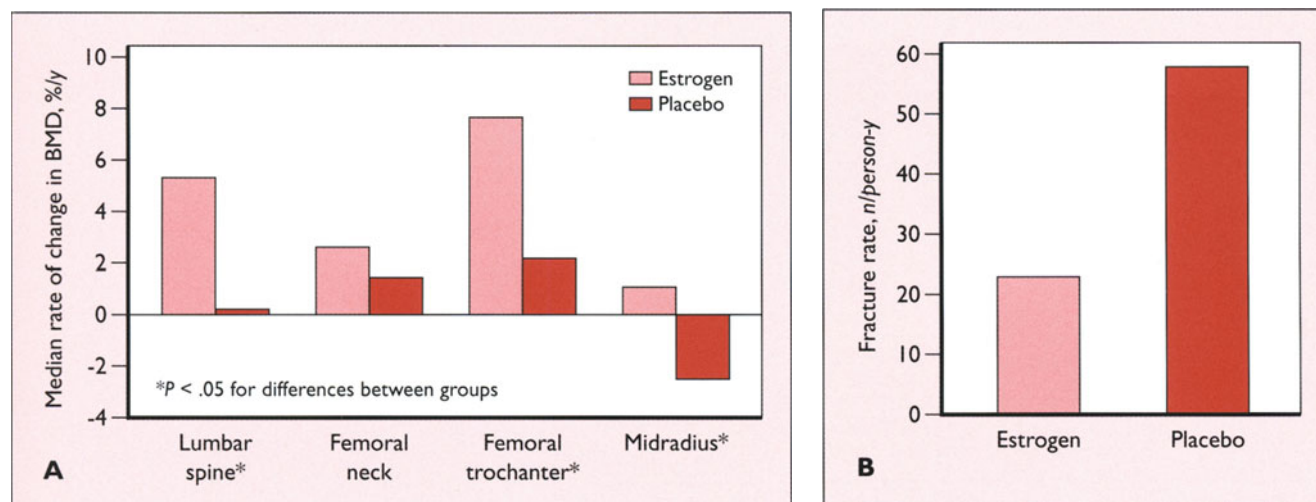 Median rate of change in BMD, %/y
10
8
6
4
2
0
-2
-4
Estrogen
Placebo
*P < .05 for differences between groups
Lumbar
spine*
Femoral
neck
Femoral
trochanter*
Midradius*
A
Fracture rate, n/person-y
60
50
40
30
20
10
0
Estrogen
Placebo
B